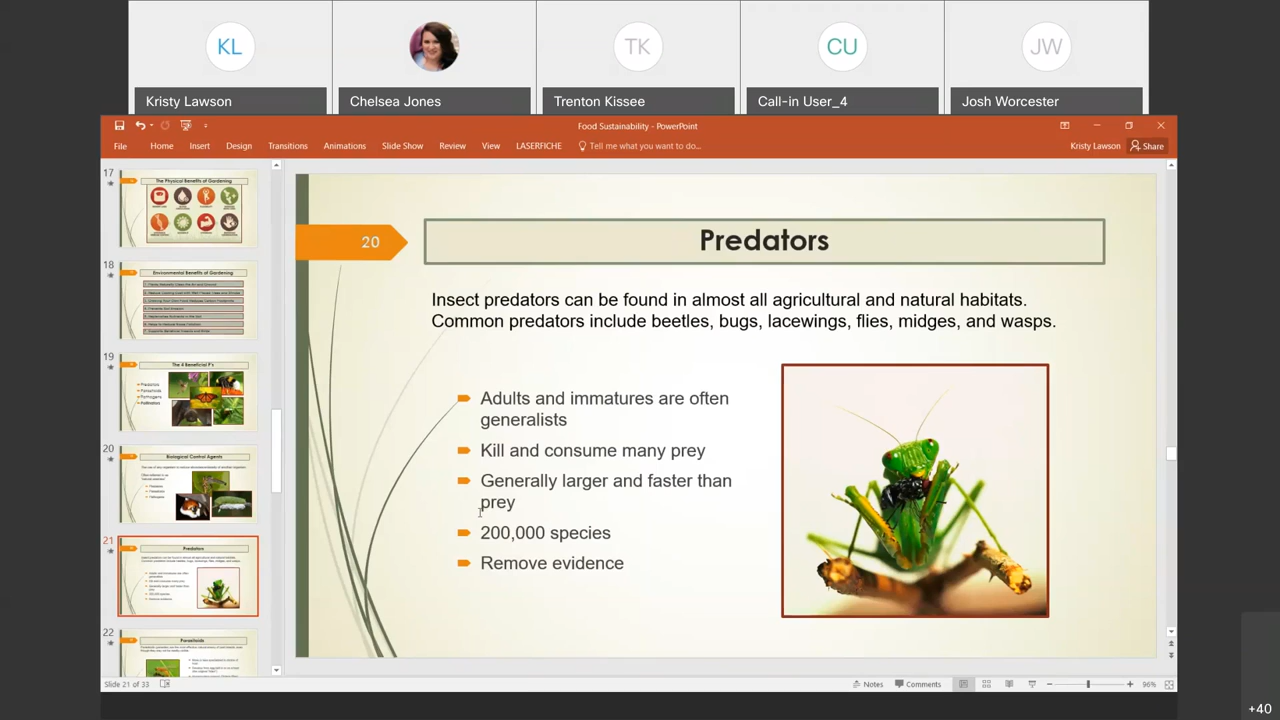 KL
TK
CU
JW
Kristy Lawson
Chelsea Jones
Trenton Kissee
Call-in User_4
Josh Worcester
Food Sustainability - PowerPoint
File Home Insert Design Transitions Animations Slide Show Review View LASERFICHE Tell me what you want to do... Kristy Lawson Share
17
The Physical Benefits of Gardening
18
Environmental Benefits of Gardening
19
The 4 Beneficial P's
Predators
Parasitoids
Pathogens
Pollinators
20
Biological Control Agents
21
Predators
22
Parasitoids
20
Predators
Insect predators can be found in almost all agricultural and natural habitats.
Common predators include beetles, bugs, lacewings, flies, midges, and wasps.
Adults and immatures are often
generalists
Kill and consume many prey
Generally larger and faster than
prey
200,000 species
Remove evidence
Slide 21 of 33
Notes
Comments
96%
+40